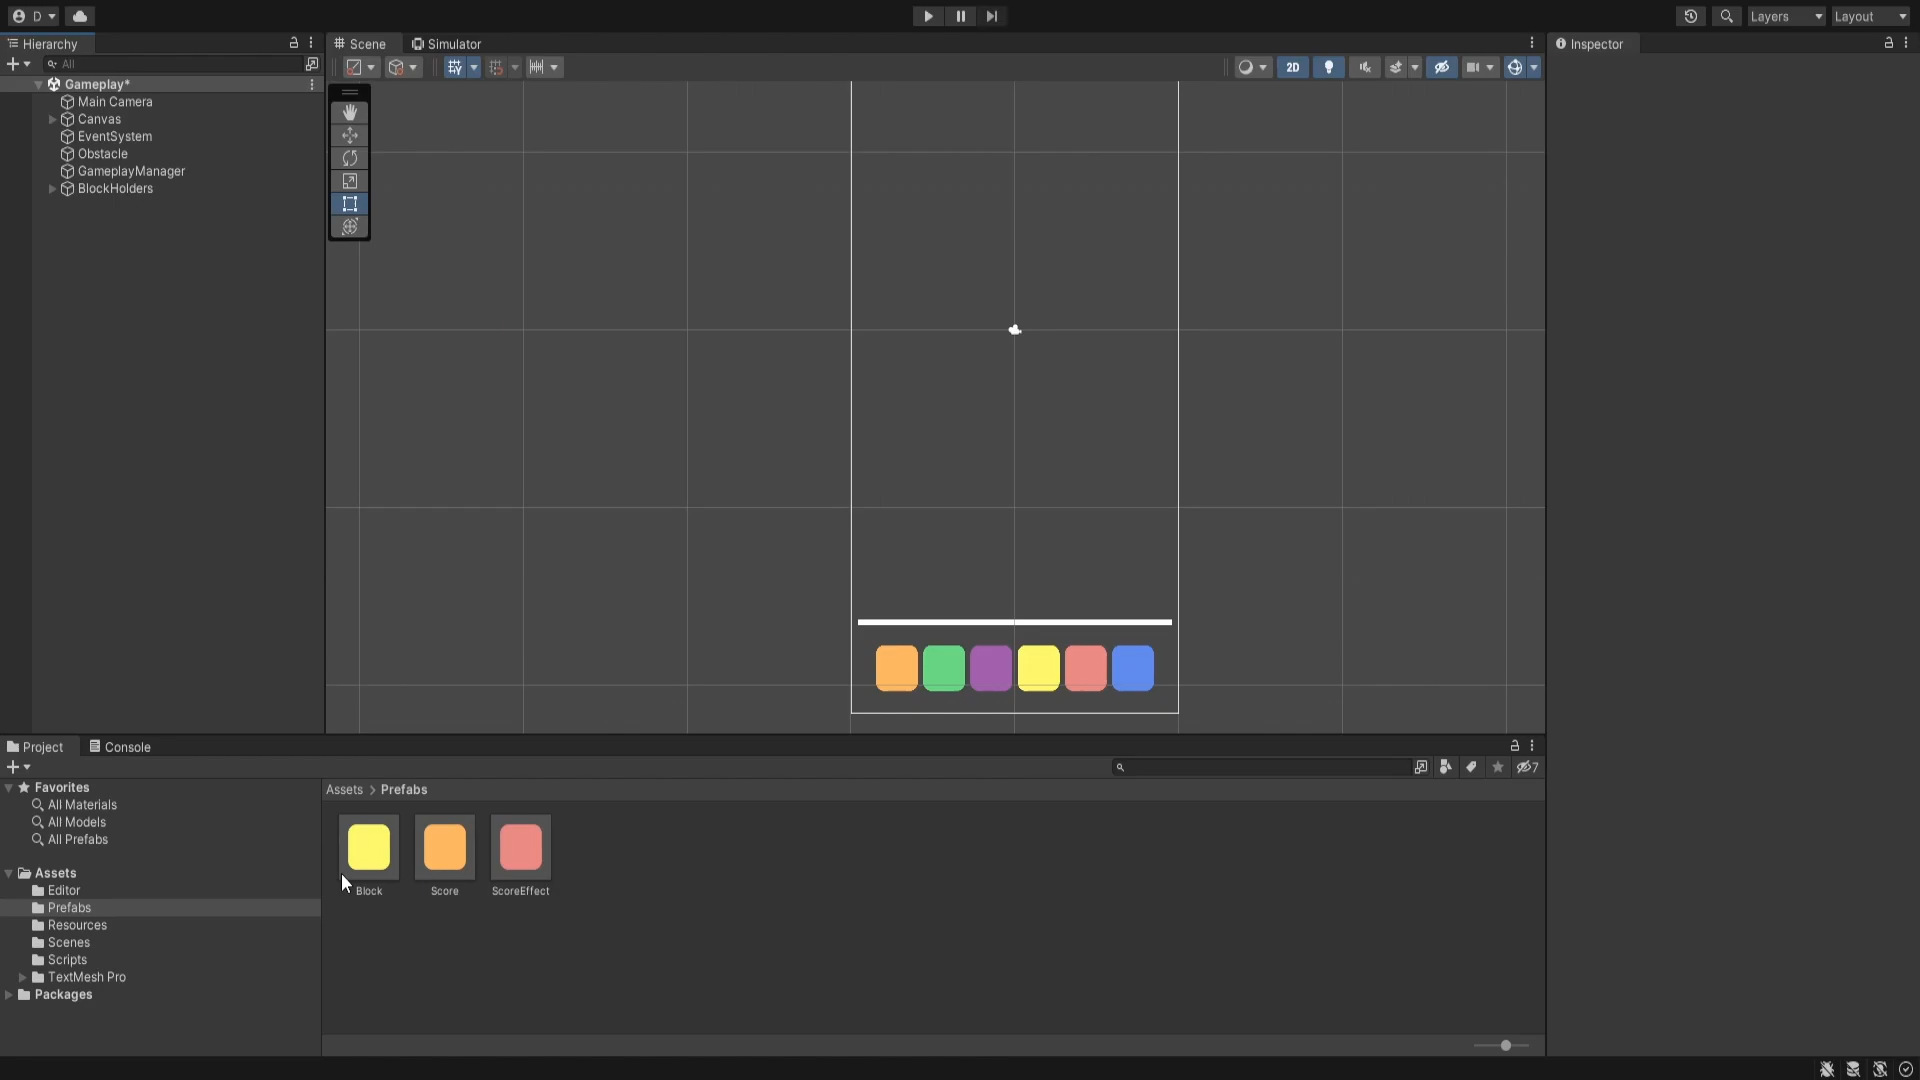 D
Layers
Layout
Hierarchy
Scene
Simulator
Inspector
All
2D
Gameplay*
Main Camera
Canvas
EventSystem
Obstacle
GameplayManager
BlockHolders
Project
Console
7
Favorites
All Materials
All Models
All Prefabs
Assets
Editor
Prefabs
Resources
Scenes
Scripts
TextMesh Pro
Packages
Assets > Prefabs
Block
Score
ScoreEffect